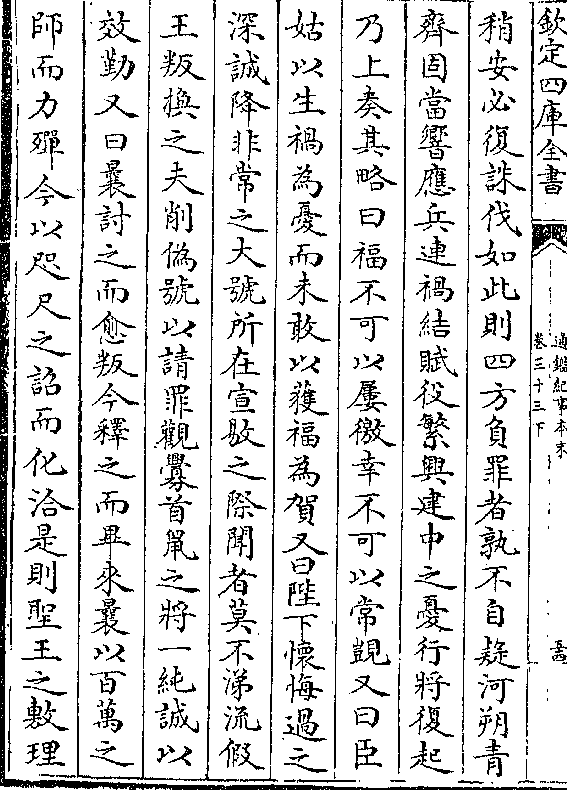 欽定四庫全書
通鑑紀事本末
卷三十三下
稍安必復誅伐如此則四方負罪者孰不自疑河朔青
齊固當響應兵連禍結賦役繁興建中之憂行將復起
乃上奏其略曰福不可以屢徼幸不可以常覬又曰臣
姑以生禍為憂而未敢以獲福為賀又曰陛下懷悔過之
深誠降非常之大號所在宣敭之際聞者莫不涕流假
王叛換之夫削偽號以請罪觀釁首鼠之將一純誠以
效勤又曰曩討之而愈叛今釋之而畢來曩以百萬之
師而力殫今以咫尺之詔而化洽是則聖王之敷理